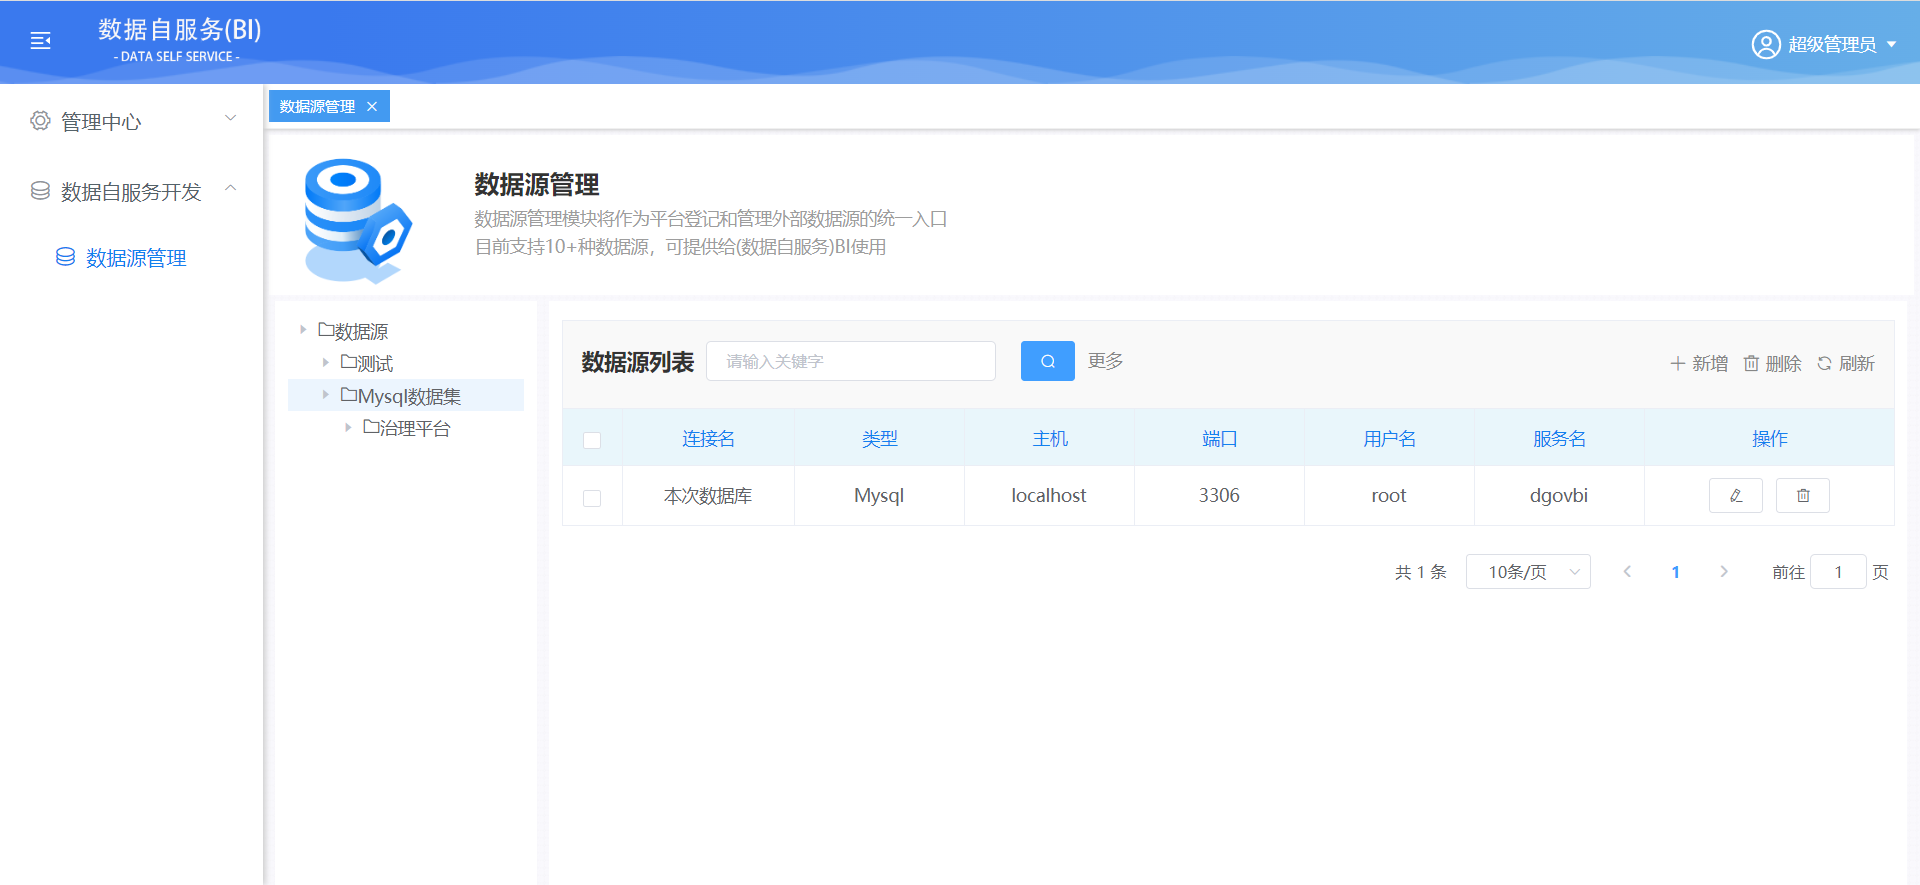 数据自服务(BI)
- DATA SELF SERVICE -
超级管理员
管理中心
数据自服务开发
数据源管理
数据源管理
数据源管理
数据源管理模块将作为平台登记和管理外部数据源的统一入口
目前支持10+种数据源，可提供给(数据自服务)BI使用
数据源
测试
Mysql数据集
治理平台
数据源列表 请输入关键字 更多 新增 删除 刷新
连接名 类型 主机 端口 用户名 服务名 操作
本次数据库 Mysql localhost 3306 root dgovbi
共 1 条 10条/页 1 前往 1 页